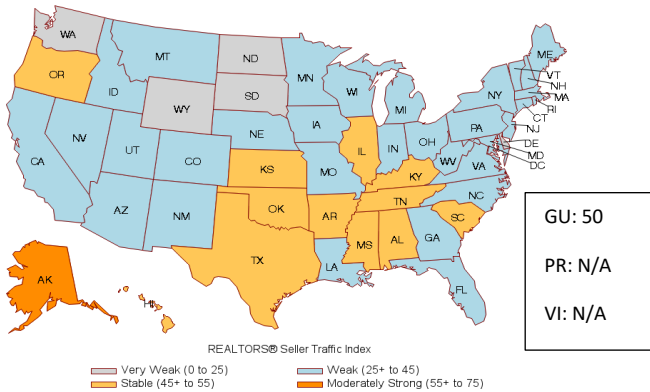 WA
MT
ND
MN
ME
OR
ID
SD
WI
VT
NH
WY
MI
NY
MA
RI
CT
NV
NE
IA
PA
NJ
CA
UT
CO
IL
IN
OH
DE
MD
DC
KS
MO
WV
VA
KY
AZ
NM
OK
AR
TN
NC
SC
TX
MS
AL
GA
LA
FL
AK
HI
GU: 50
PR: N/A
VI: N/A
REALTORS® Seller Traffic Index
Very Weak (0 to 25)
Weak (25+ to 45)
Stable (45+ to 55)
Moderately Strong (55+ to 75)